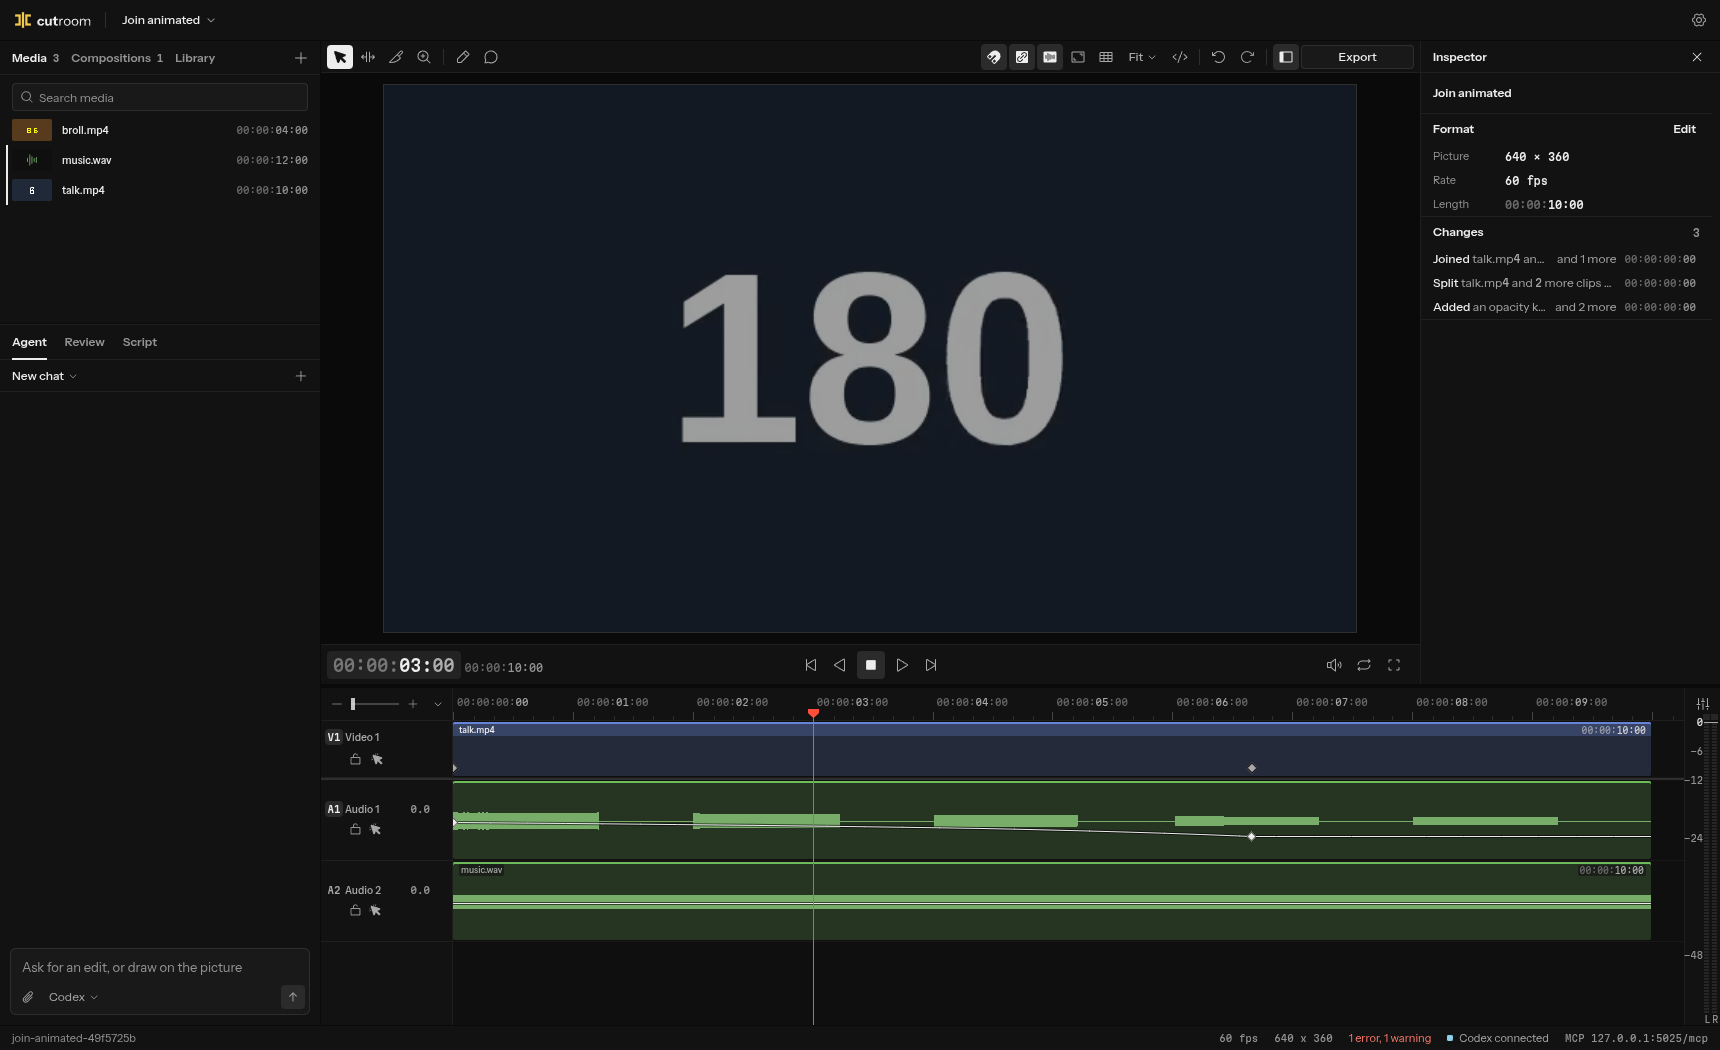 cutroom
Join animated
Media 3 Compositions 1 Library
Search media
broll.mp4 00:00:04:00
music.wav 00:00:12:00
talk.mp4 00:00:10:00
Agent Review Script
New chat
Ask for an edit, or draw on the picture
Codex
Fit
Export
180
00:00:03:00 00:00:10:00
Inspector
Join animated
Format Edit
Picture 640 × 360
Rate 60 fps
Length 00:00:10:00
Changes 3
Joined talk.mp4 an... and 1 more 00:00:00:00
Split talk.mp4 and 2 more clips ... 00:00:00:00
Added an opacity k... and 2 more 00:00:00:00
00:00:00:00 00:00:01:00 00:00:02:00 00:00:03:00 00:00:04:00 00:00:05:00 00:00:06:00 00:00:07:00 00:00:08:00 00:00:09:00
V1 Video 1
talk.mp4 00:00:10:00
A1 Audio 1 0.0
A2 Audio 2 0.0
music.wav 00:00:10:00
0
-6
-12
-24
-48
L R
join-animated-49f5725b
60 fps 640 x 360 1 error, 1 warning Codex connected MCP 127.0.0.1:5025/mcp